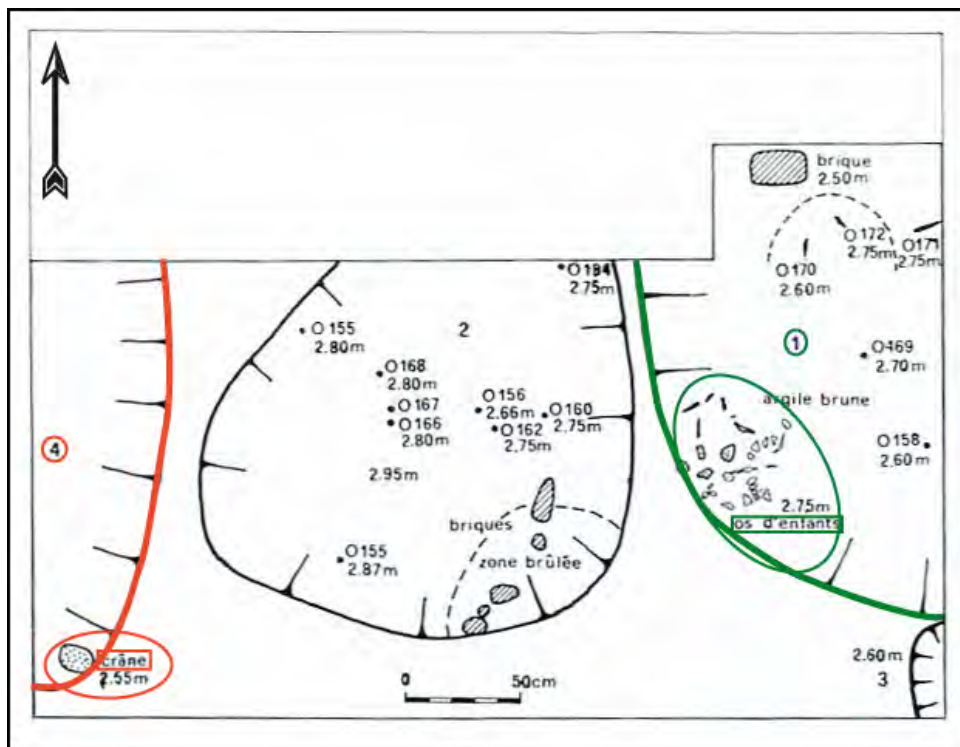 brique
2.50m
O 172
2.75m
O 171
2.75m
O 170
2.60m
O 194
2.75m
2
1
O 155
2.80m
O 168
2.80m
O 167
O 166
2.80m
O 156
2.66m
O 162
2.75m
O 160
2.75m
O 469
2.70m
argile brune
O 158
2.60m
4
2.95m
briques
zone brûlée
2.75m
os d'enfants
O 155
2.87m
crâne
2.55m
0
50cm
2.60m
3